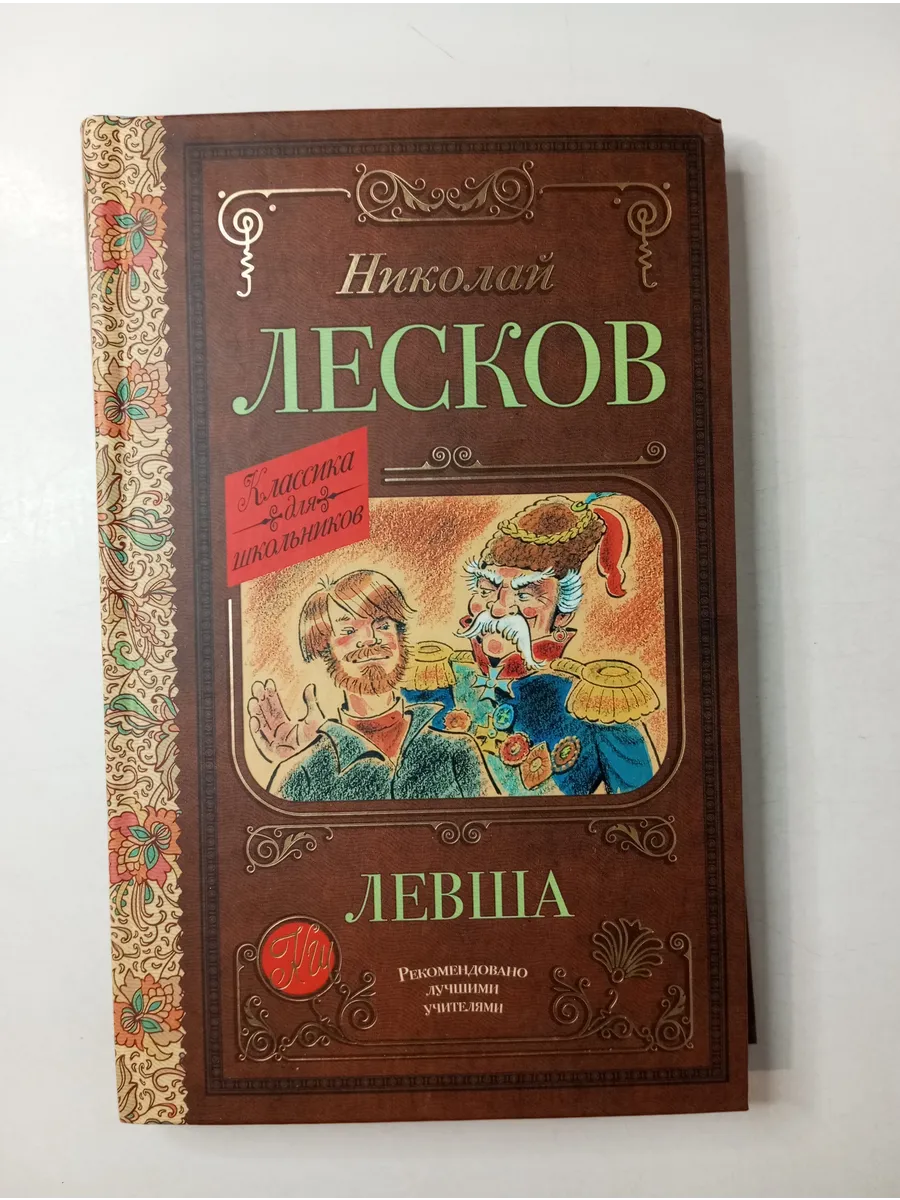 Николай
ЛЕСКОВ
Классика
для
школьников
ЛЕВША
Рекомендовано
лучшими
учителями